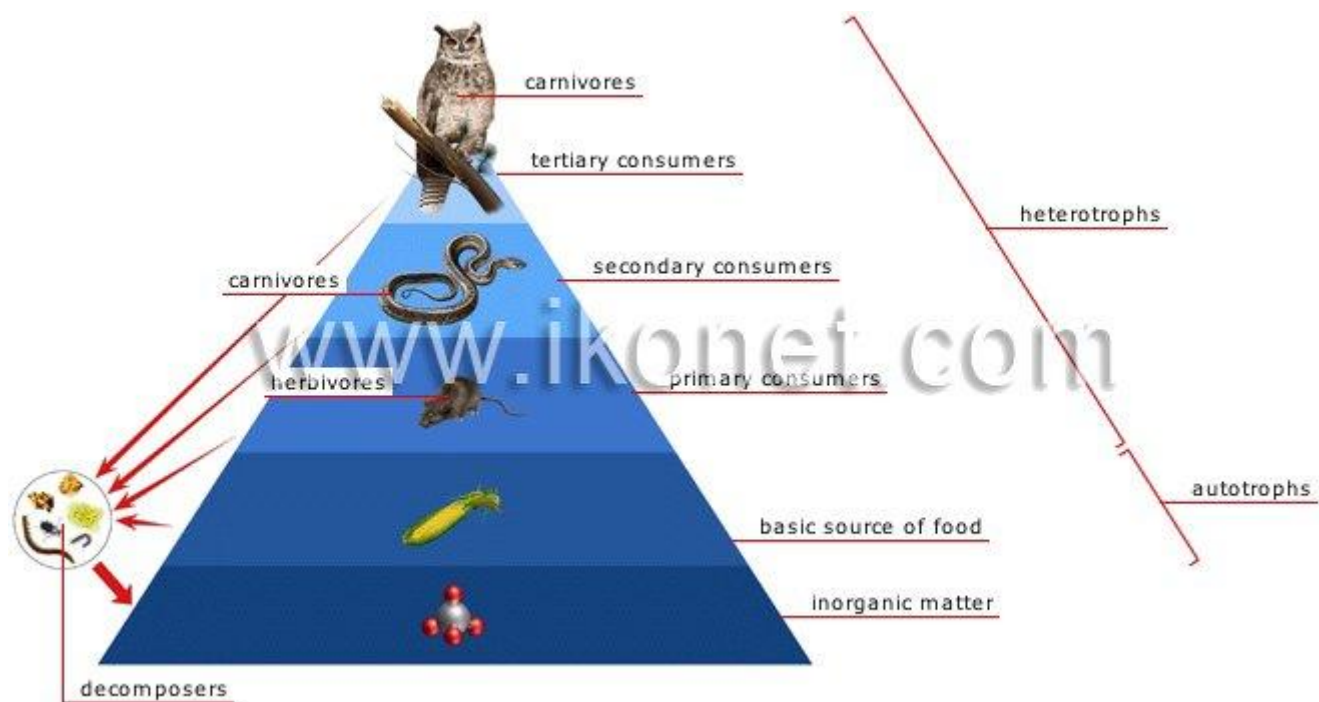 carnivores
tertiary consumers
heterotrophs
secondary consumers
carnivores
www.ikonet.com
herbivores
primary consumers
autotrophs
basic source of food
inorganic matter
decomposers